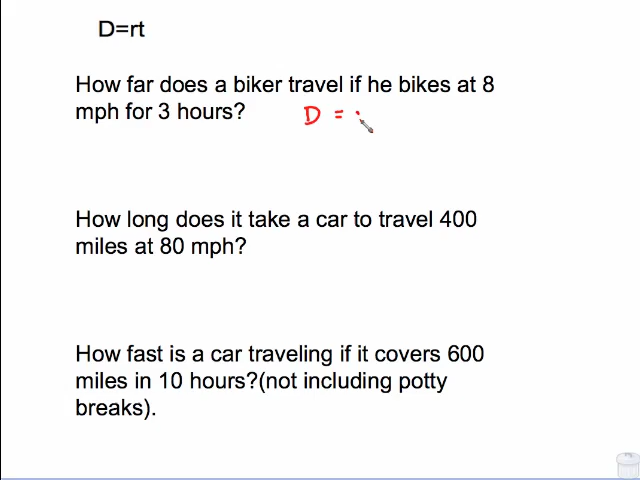 D=rt
How far does a biker travel if he bikes at 8
mph for 3 hours? D =
How long does it take a car to travel 400
miles at 80 mph?
How fast is a car traveling if it covers 600
miles in 10 hours?(not including potty
breaks).